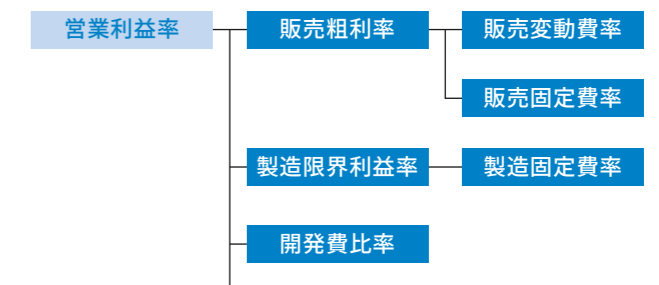 営業利益率
販売粗利率
販売変動費率
販売固定費率
製造限界利益率
製造固定費率
開発費比率